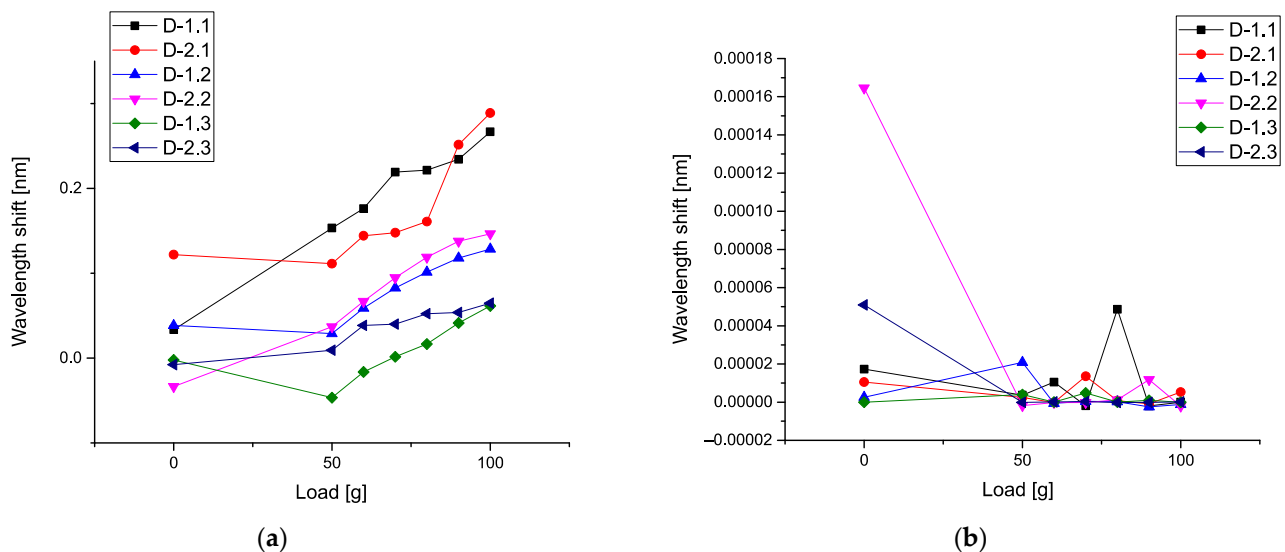 D-1.1
D-2.1
D-1.2
D-2.2
D-1.3
D-2.3
0.2
0.0
Wavelength shift [nm]
0
50
100
Load [g]
(a)
D-1.1
D-2.1
D-1.2
D-2.2
D-1.3
D-2.3
0.00018
0.00016
0.00014
0.00012
0.00010
0.00008
0.00006
0.00004
0.00002
0.00000
–0.00002
Wavelength shift [nm]
0
50
100
Load [g]
(b)